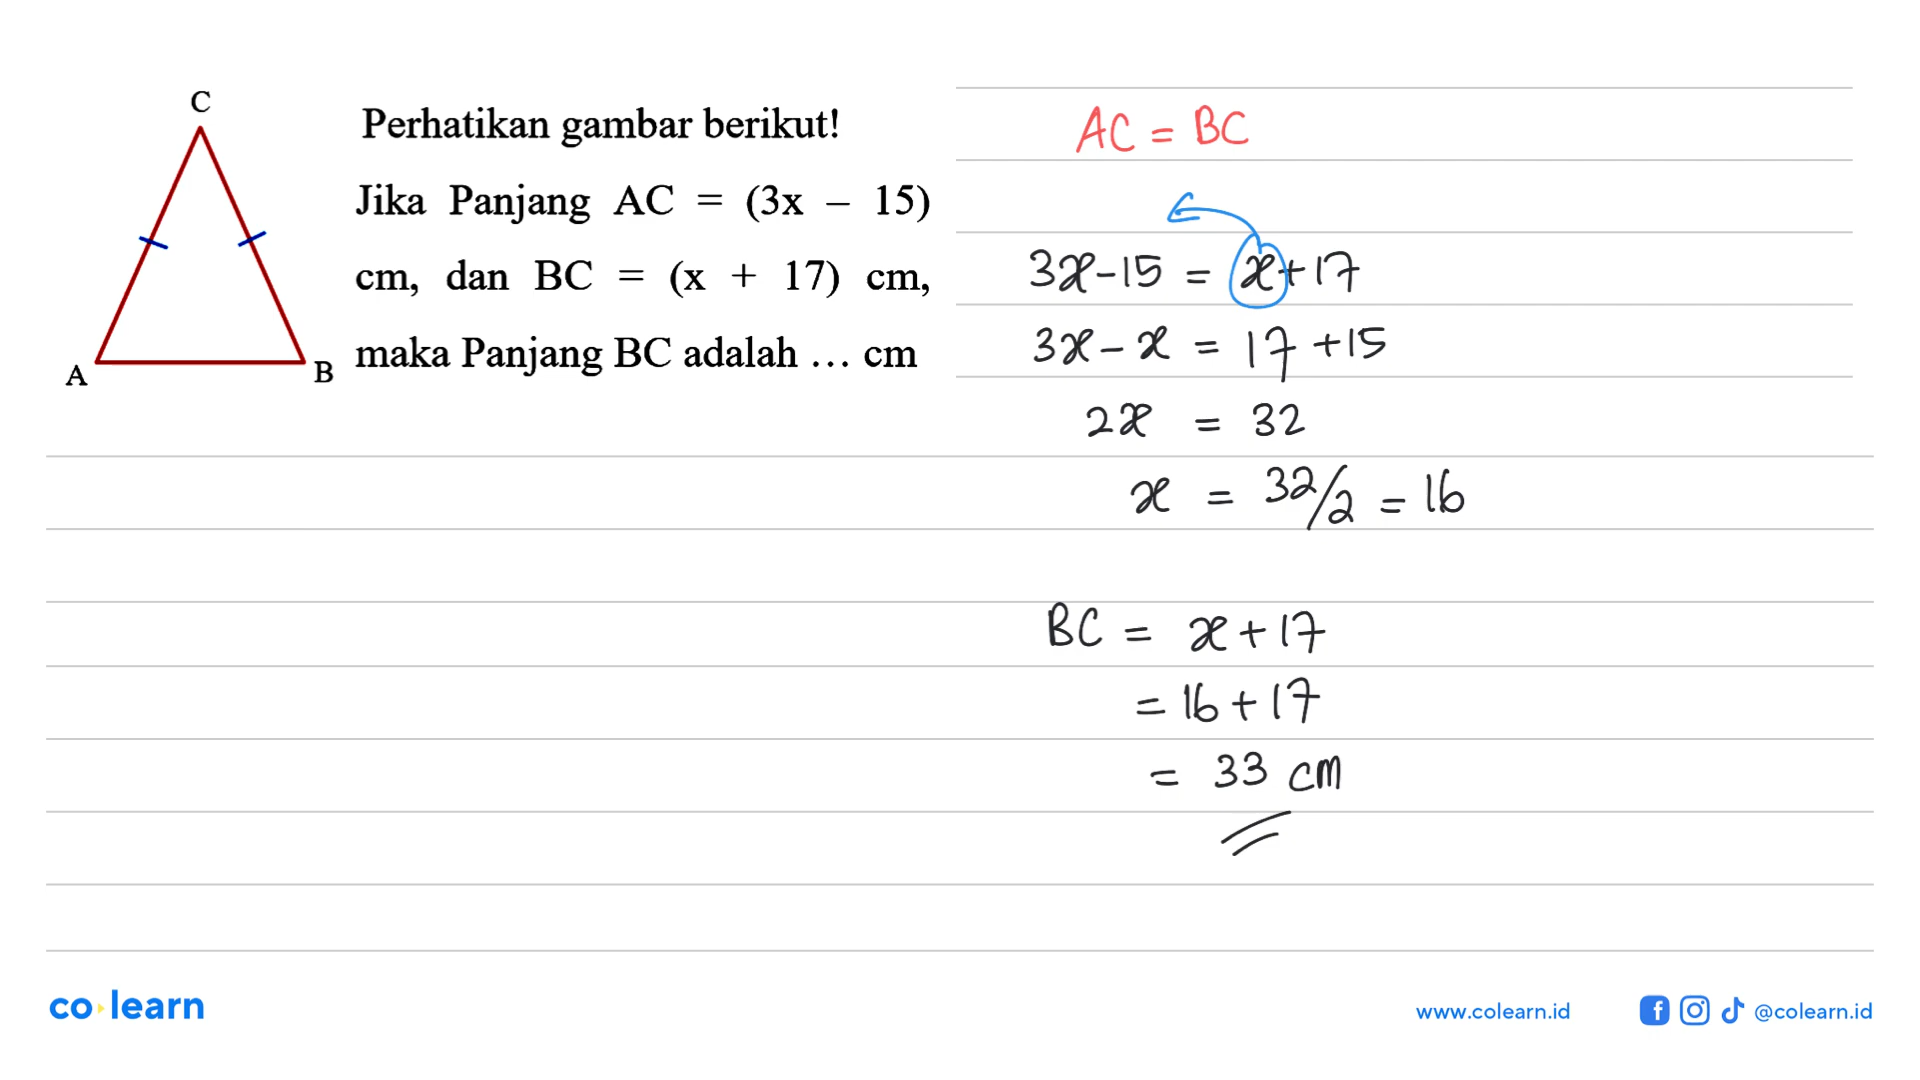 C
A
B
Perhatikan gambar berikut!
Jika Panjang AC = (3x – 15)
cm, dan BC = (x + 17) cm,
maka Panjang BC adalah ... cm
AC = BC
3x-15 = x+17
3x-x = 17+15
2x = 32
x = 32/2 = 16
BC = x+17
= 16+17
= 33 cm
co learn
www.colearn.id
@colearn.id